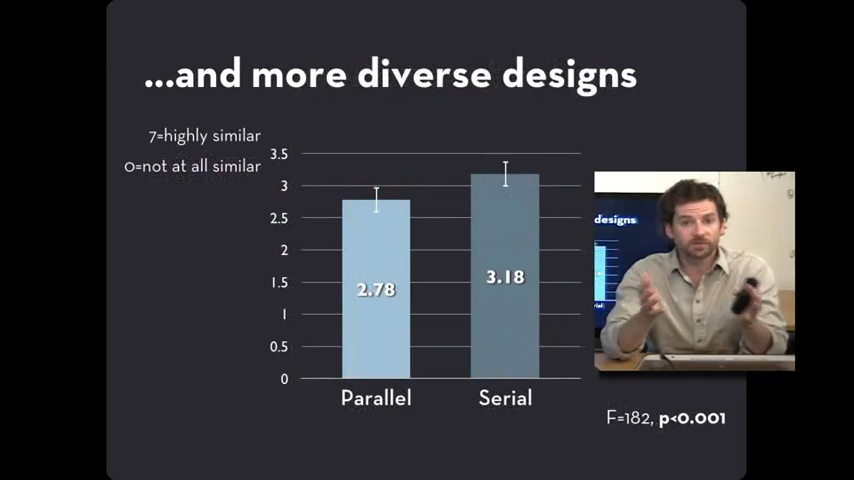 ...and more diverse designs
7=highly similar
0=not at all similar
3.5
3
2.5
2
1.5
1
0.5
0
2.78
3.18
Parallel
Serial
F=182, p<0.001
designs